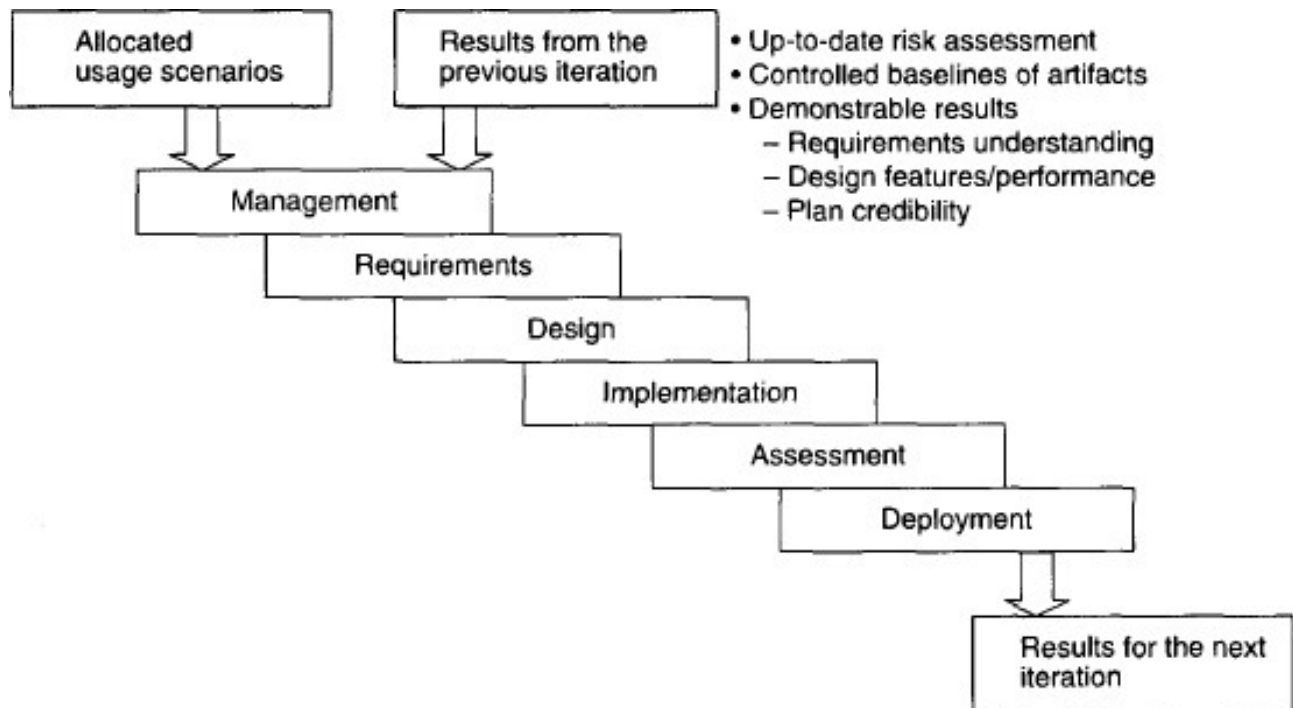 Allocated
usage scenarios
Results from the
previous iteration
• Up-to-date risk assessment
• Controlled baselines of artifacts
• Demonstrable results
– Requirements understanding
– Design features/performance
– Plan credibility
Management
Requirements
Design
Implementation
Assessment
Deployment
Results for the next
iteration